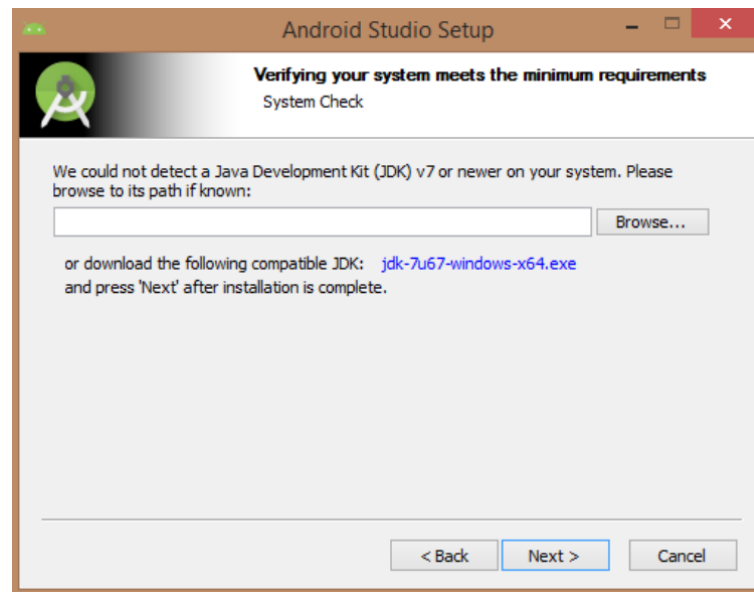 Android Studio Setup
Verifying your system meets the minimum requirements
System Check
We could not detect a Java Development Kit (JDK) v7 or newer on your system. Please
browse to its path if known:
Browse...
or download the following compatible JDK: jdk-7u67-windows-x64.exe
and press 'Next' after installation is complete.
< Back Next > Cancel